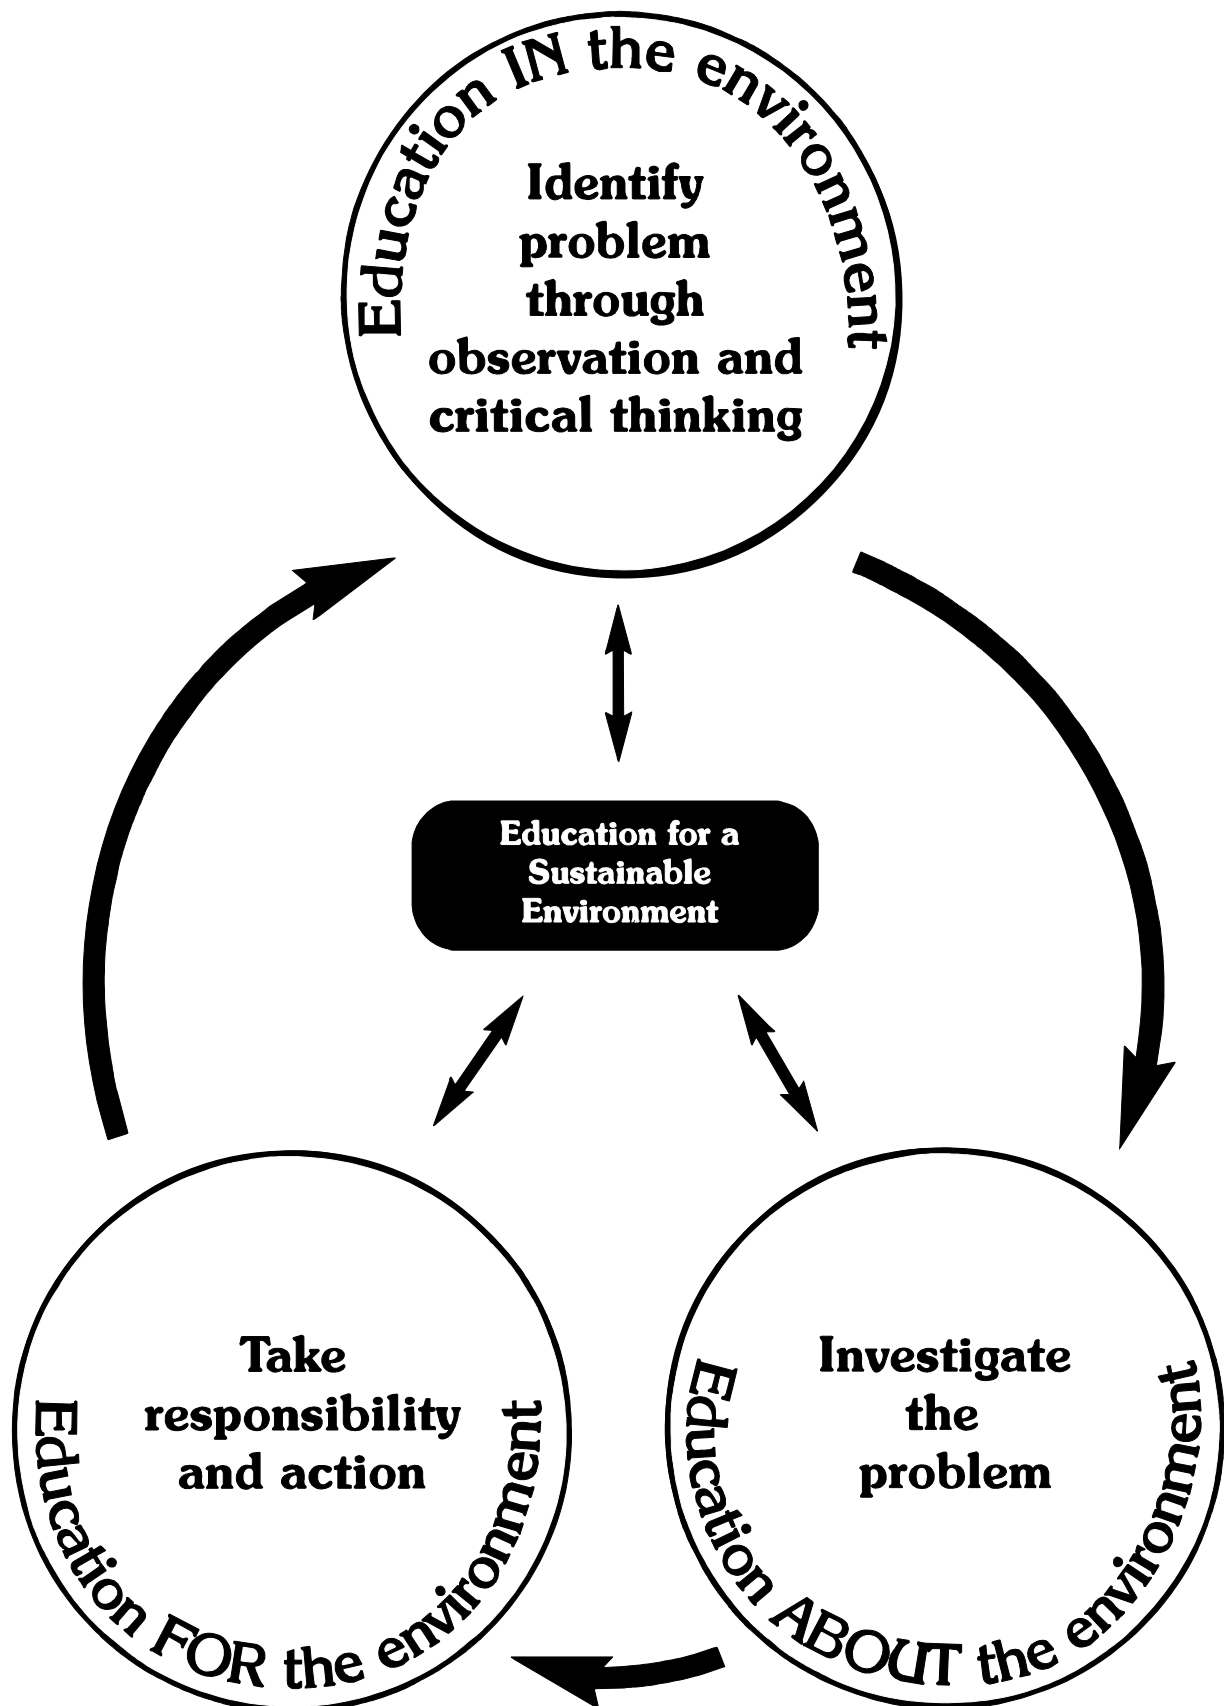 Education IN the environment
Identify
problem
through
observation and
critical thinking
Education for a
Sustainable
Environment
Take
responsibility
and action
Education FOR the environment
Investigate
the
problem
Education ABOUT the environment